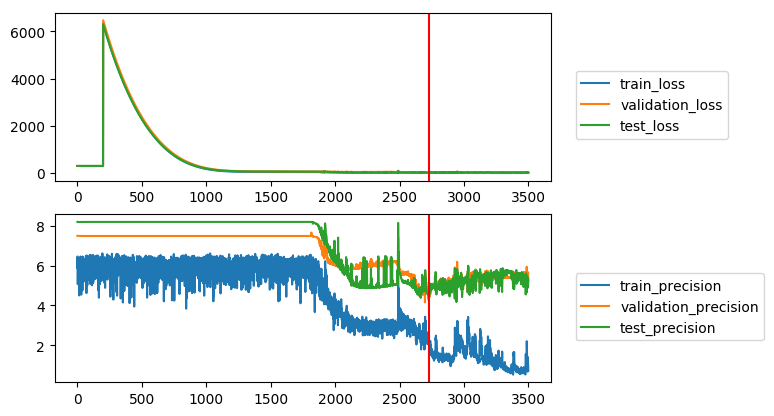 6000
4000
2000
0
0 500 1000 1500 2000 2500 3000 3500
train_loss
validation_loss
test_loss
8
6
4
2
0 500 1000 1500 2000 2500 3000 3500
train_precision
validation_precision
test_precision